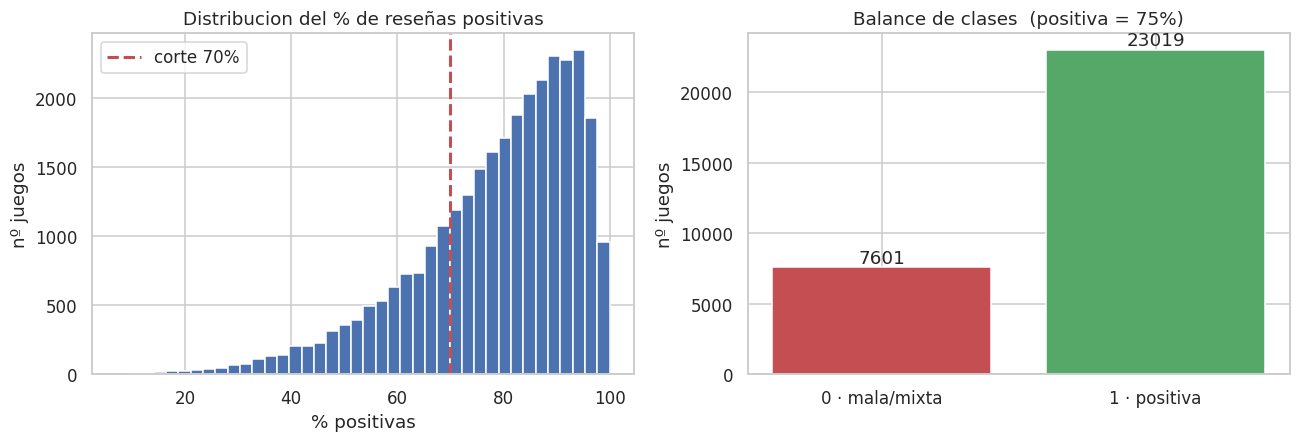 Distribucion del % de reseñas positivas
corte 70%
nº juegos
2000
1500
1000
500
0
20
40
60
80
100
% positivas
Balance de clases  (positiva = 75%)
23019
7601
nº juegos
20000
15000
10000
5000
0
0 · mala/mixta
1 · positiva